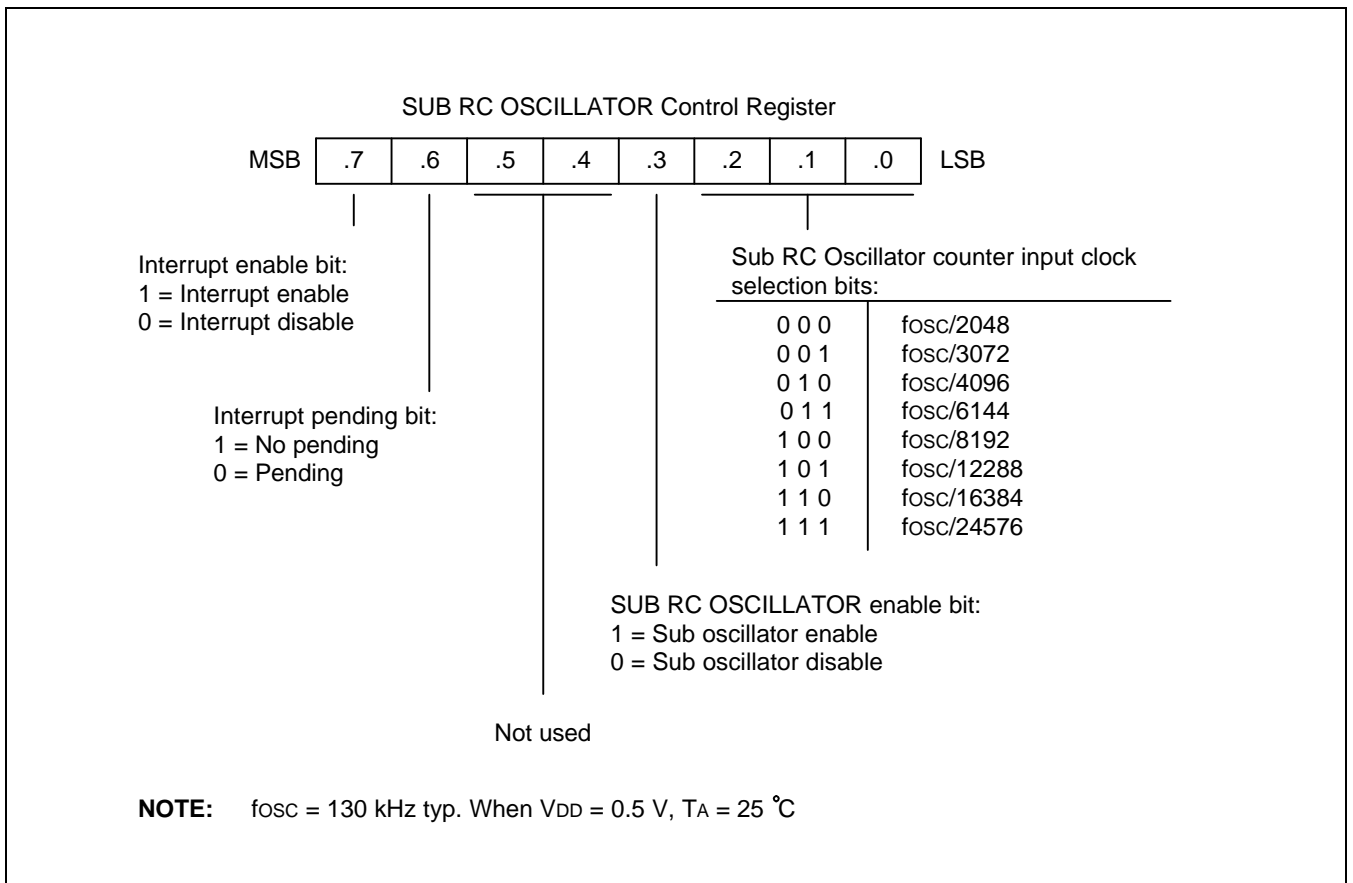 SUB RC OSCILLATOR Control Register
MSB .7 .6 .5 .4 .3 .2 .1 .0 LSB
Interrupt enable bit:
1 = Interrupt enable
0 = Interrupt disable
Interrupt pending bit:
1 = No pending
0 = Pending
Sub RC Oscillator counter input clock
selection bits:
0 0 0 fosc/2048
0 0 1 fosc/3072
0 1 0 fosc/4096
0 1 1 fosc/6144
1 0 0 fosc/8192
1 0 1 fosc/12288
1 1 0 fosc/16384
1 1 1 fosc/24576
SUB RC OSCILLATOR enable bit:
1 = Sub oscillator enable
0 = Sub oscillator disable
Not used
NOTE: fOSC = 130 kHz typ. When VDD = 0.5 V, TA = 25 ℃